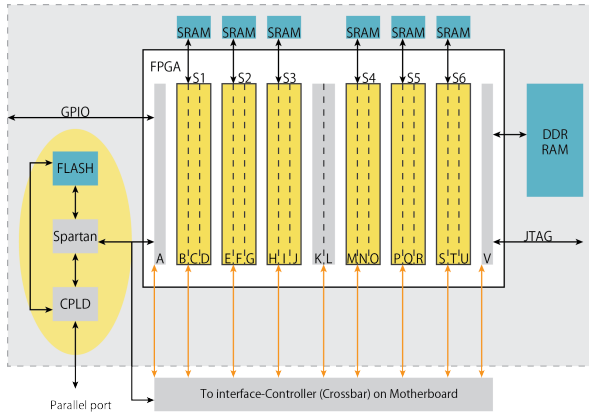 SRAM SRAM SRAM SRAM SRAM SRAM
FPGA
S1 S2 S3 S4 S5 S6
GPIO
DDR
RAM
FLASH
Spartan
JTAG
A B C D E F G H I J K L M N O P Q R S T U V
CPLD
To interface-Controller (Crossbar) on Motherboard
Parallel port